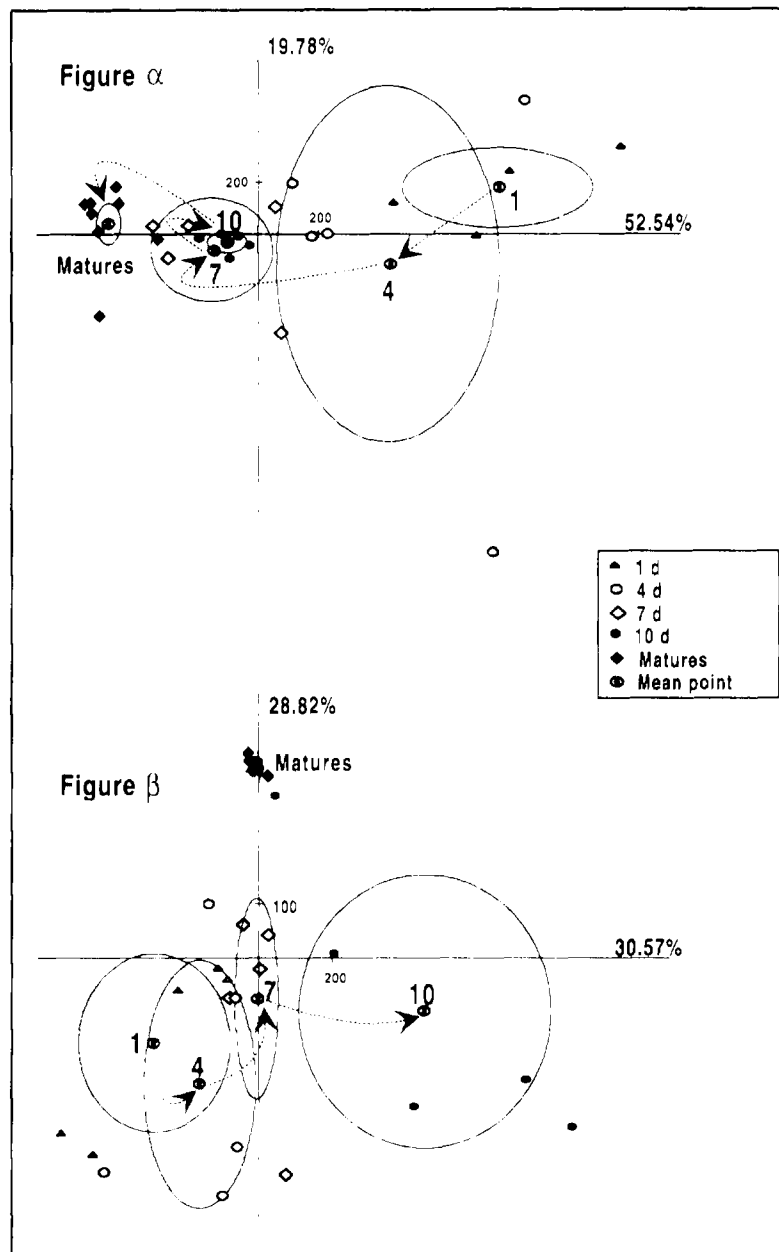 19.78%
Figure α
200
1
200
52.54%
10
Matures
7
4
1 d
4 d
7 d
10 d
Matures
Mean point
28.82%
Matures
Figure β
100
30.57%
200
7
10
1
4